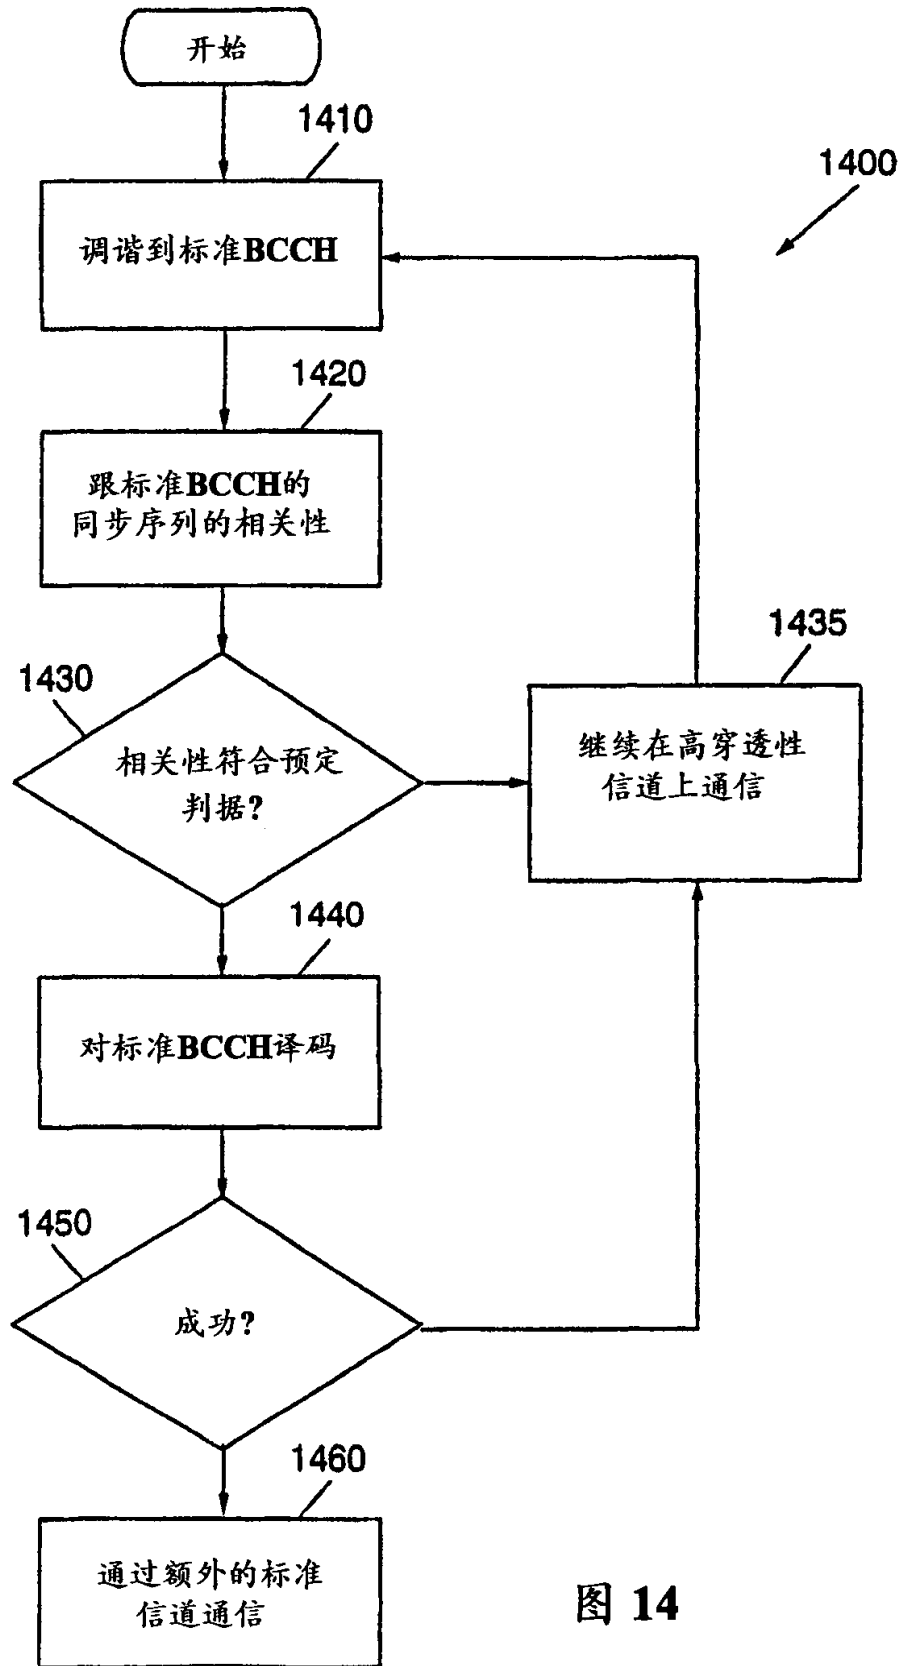 开始
1410
1400
调谐到标准BCCH
1420
跟标准BCCH的
同步序列的相关性
1435
1430
继续在高穿透性
信道上通信
相关性符合预定
判据?
1440
对标准BCCH译码
1450
成功?
1460
通过额外的标准
信道通信
图 14